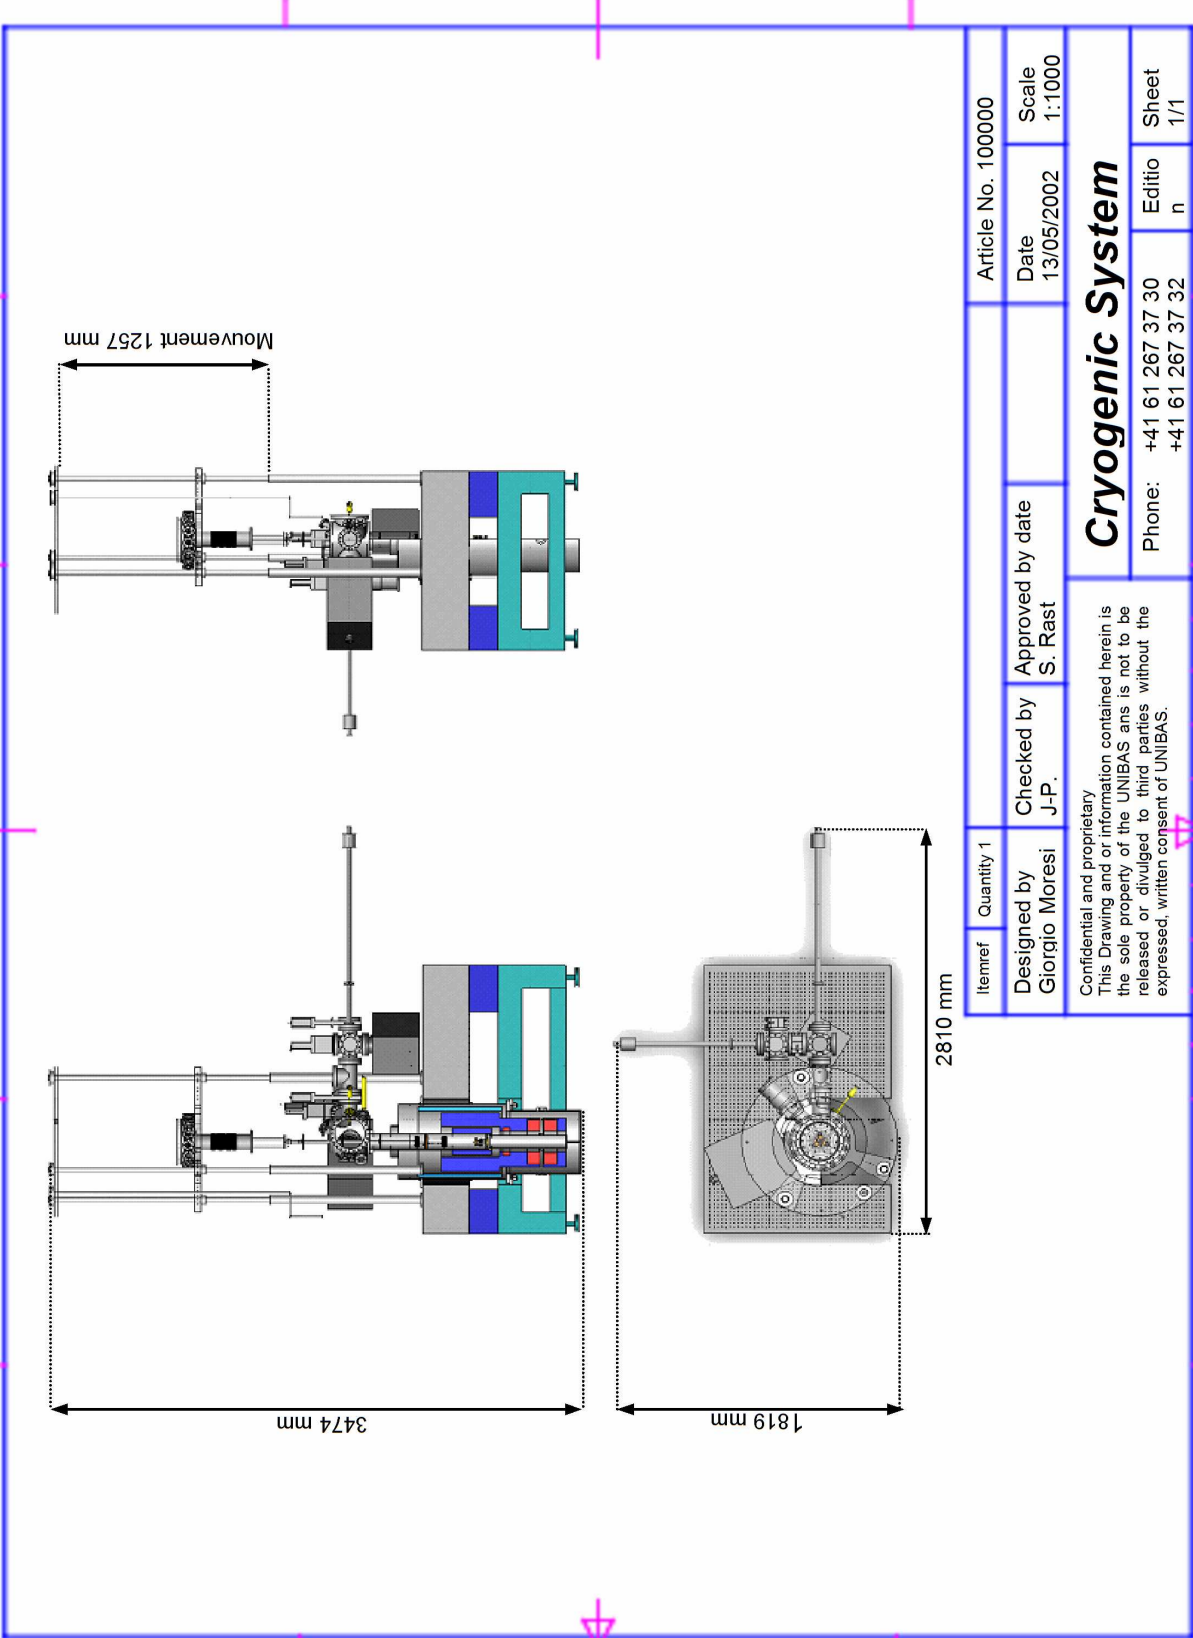 Mouvement 1257 mm
3474 mm
1819 mm
2810 mm
Itemref
Quantity 1
Article No. 100000
Designed by
Giorgio Moresi
Checked by
J-P.
Approved by date
S. Rast
Date
13/05/2002
Scale
1:1000
Confidential and proprietary
This Drawing and or information contained herein is
the sole property of the UNIBAS ans is not to be
released or divulged to third parties without the
expressed, written consent of UNIBAS.
Cryogenic System
Phone: +41 61 267 37 30
+41 61 267 37 32
Editio
n
Sheet
1/1